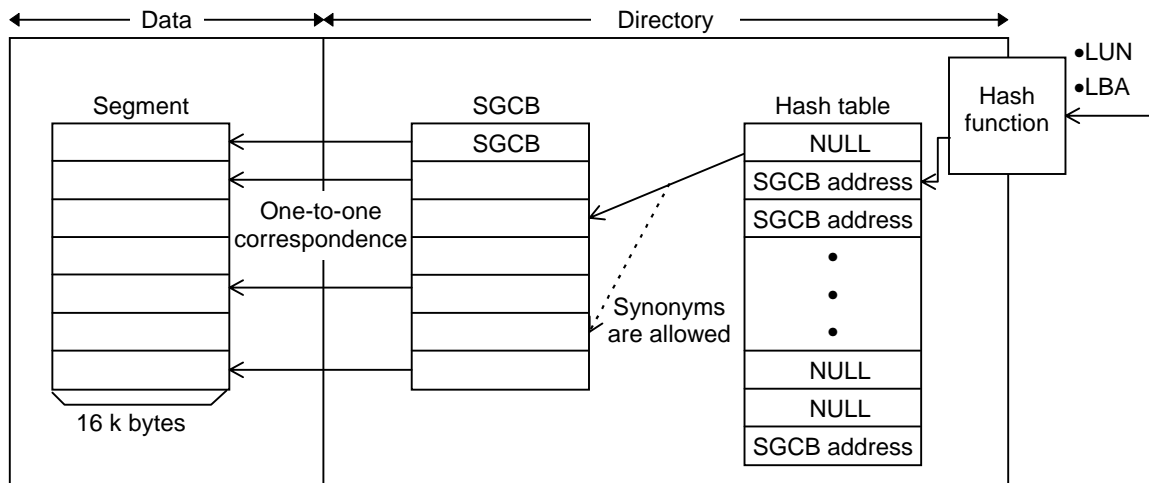 Data
Directory
•LUN
•LBA
Hash
function
Segment
SGCB
Hash table
SGCB
NULL
SGCB address
SGCB address
One-to-one
correspondence
Synonyms
are allowed
NULL
NULL
SGCB address
16 k bytes